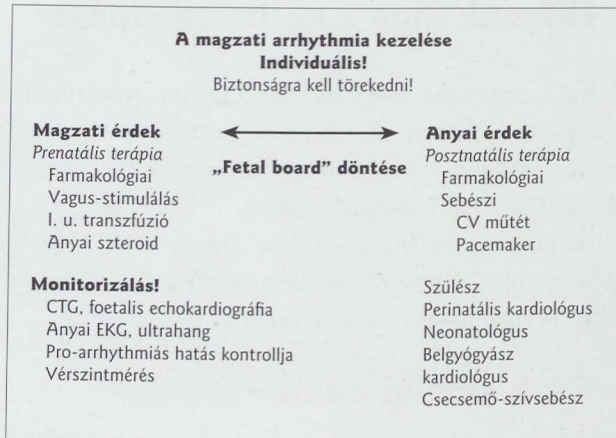 A magzati arrhythmia kezelése
Individuális!
Biztonságra kell törekedni!
Magzati érdek
Prenatális terápia
Farmakológiai
Vagus-stimulálás
I. u. transzfúzió
Anyai szteroid
„Fetal board” döntése
Anyai érdek
Posztnatális terápia
Farmakológiai
Sebészi
CV műtét
Pacemaker
Monitorizálás!
CTG, foetalis echokardiográfia
Anyai EKG, ultrahang
Pro-arrhythmiás hatás kontrollja
Vérszintmérés
Szülész
Perinatális kardiológus
Neonatológus
Belgyógyász
kardiológus
Csecsemő-szívsebész